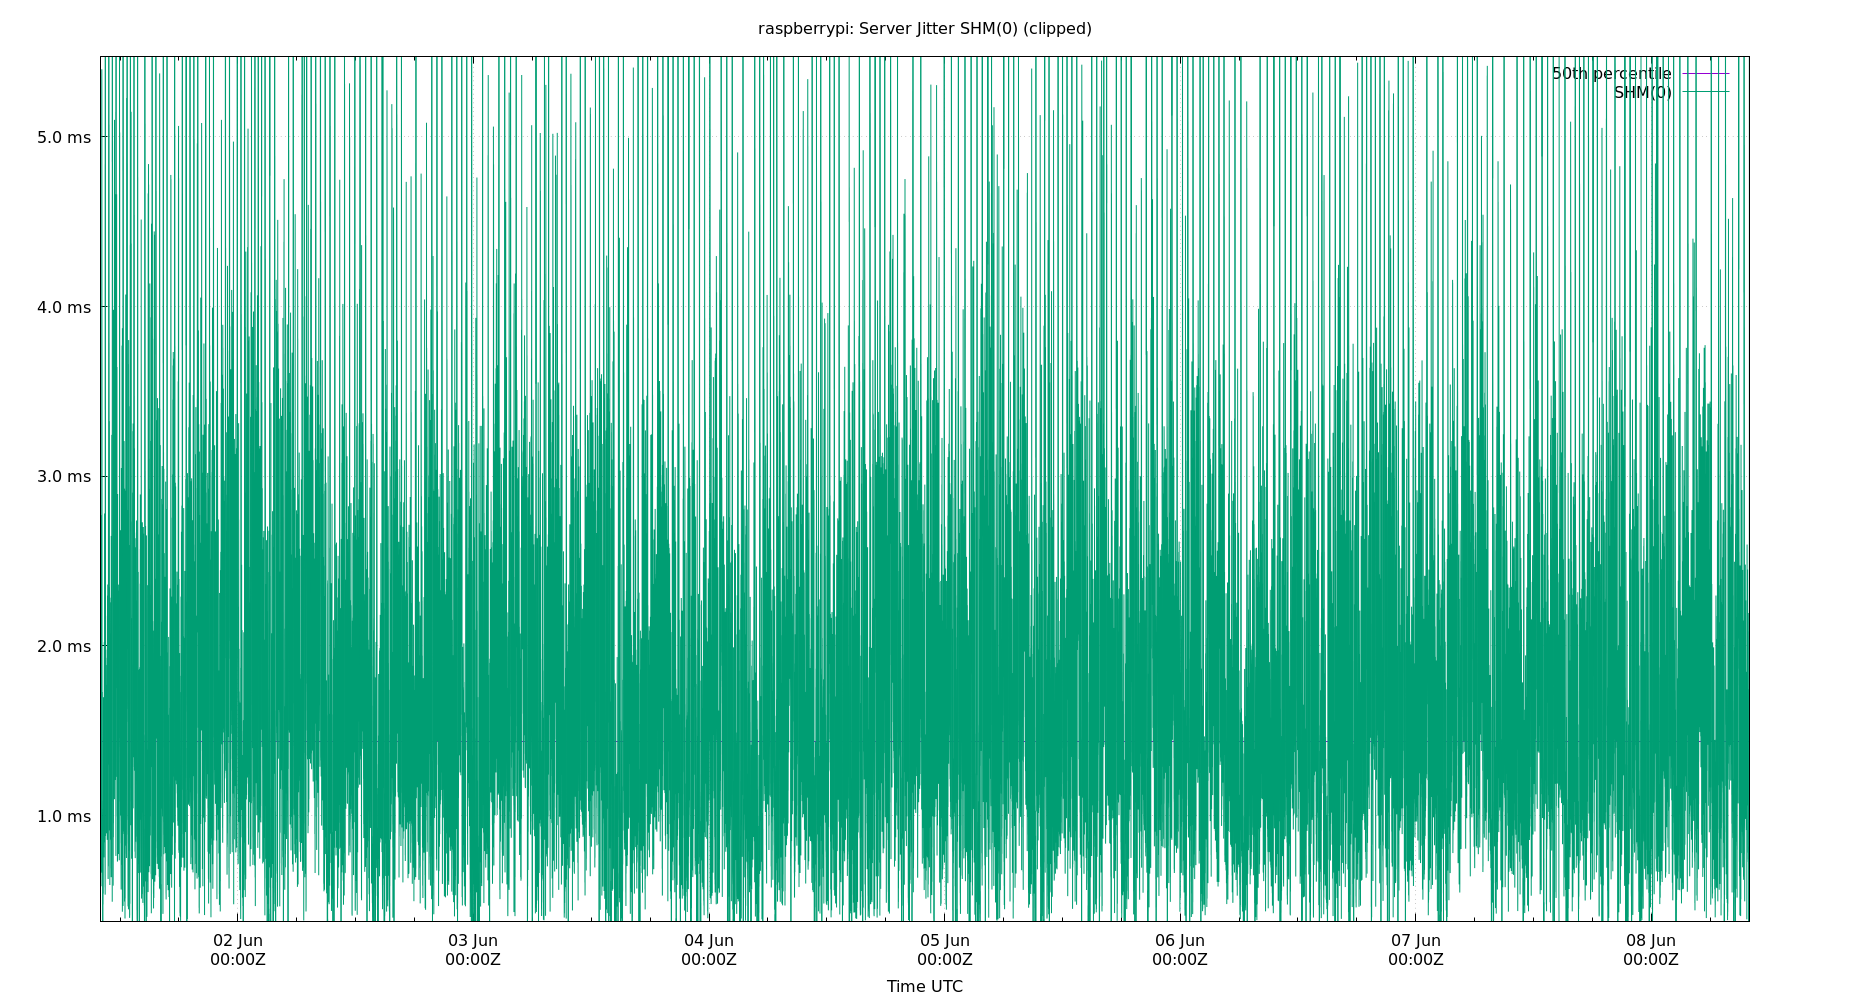 raspberrypi: Server Jitter SHM(0) (clipped)
50th percentile
SHM(0)
5.0 ms
4.0 ms
3.0 ms
2.0 ms
1.0 ms
02 Jun 03 Jun 04 Jun 05 Jun 06 Jun 07 Jun 08 Jun
00:00Z 00:00Z 00:00Z 00:00Z 00:00Z 00:00Z 00:00Z
Time UTC